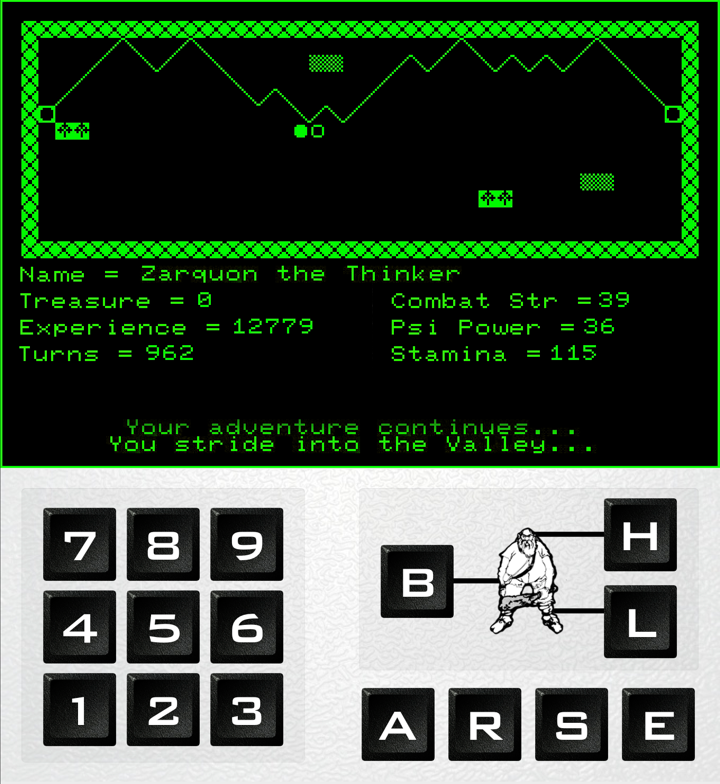 Name = Zarquon the Thinker
Treasure = 0 Combat Str = 39
Experience = 12779 Psi Power = 36
Turns = 962 Stamina = 115
Your adventure continues...
You stride into the Valley...
7 8 9 H
B
4 5 6 L
1 2 3 A R S E